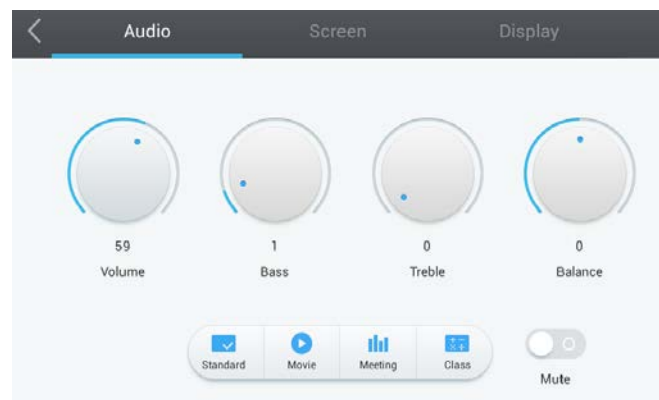 Audio Screen Display
59 1 0 0
Volume Bass Treble Balance
Standard Movie Meeting Class
Mute